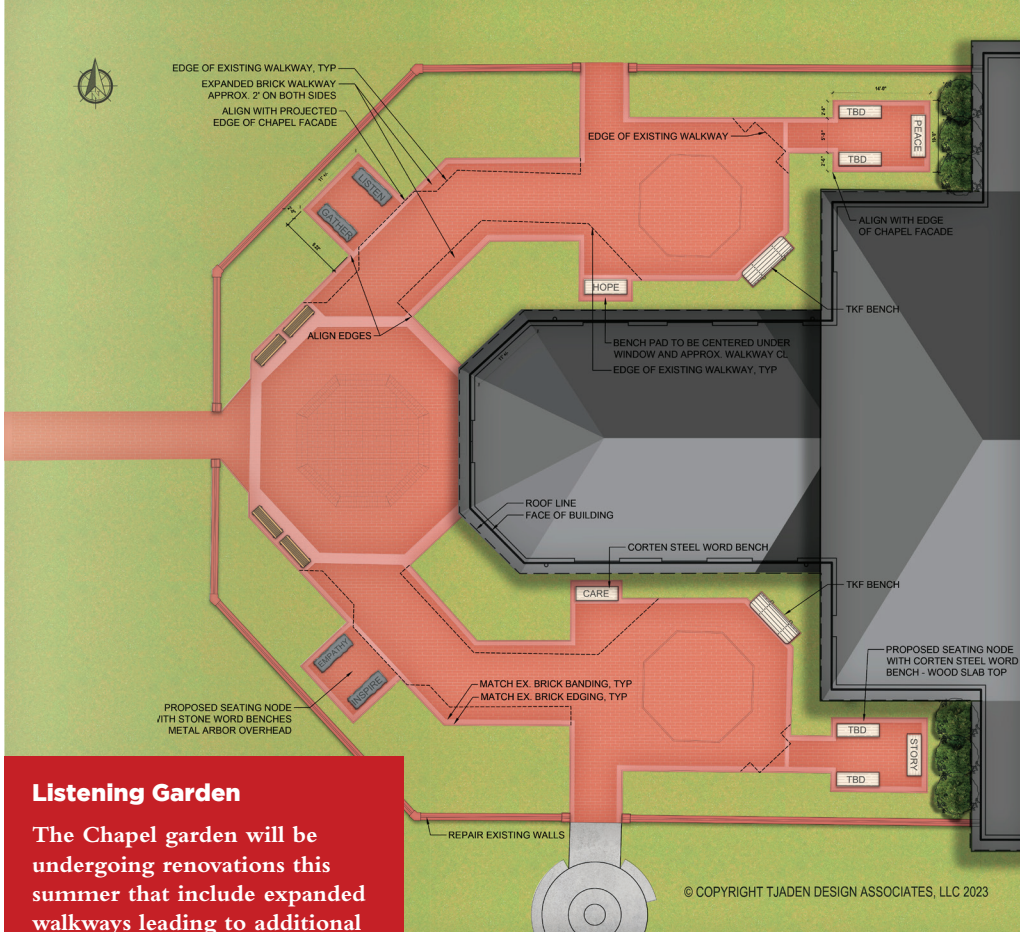 EDGE OF EXISTING WALKWAY, TYP
EXPANDED BRICK WALKWAY
APPROX. 2' ON BOTH SIDES
ALIGN WITH PROJECTED
EDGE OF CHAPEL FACADE
EDGE OF EXISTING WALKWAY
14'-0"
TBD
PEACE
TBD
LISTEN
GATHER
ALIGN WITH EDGE
OF CHAPEL FACADE
HOPE
TKF BENCH
ALIGN EDGES
BENCH PAD TO BE CENTERED UNDER
WINDOW AND APPROX. WALKWAY CL
EDGE OF EXISTING WALKWAY, TYP
ROOF LINE
FACE OF BUILDING
CORTEN STEEL WORD BENCH
CARE
TKF BENCH
EMPATHY
INSPIRE
PROPOSED SEATING NODE
WITH CORTEN STEEL WORD
BENCH - WOOD SLAB TOP
MATCH EX. BRICK BANDING, TYP
MATCH EX. BRICK EDGING, TYP
PROPOSED SEATING NODE
/ITH STONE WORD BENCHES
METAL ARBOR OVERHEAD
TBD
STORY
TBD
REPAIR EXISTING WALLS
© COPYRIGHT TJADEN DESIGN ASSOCIATES, LLC 2023
Listening Garden
The Chapel garden will be
undergoing renovations this
summer that include expanded
walkways leading to additional